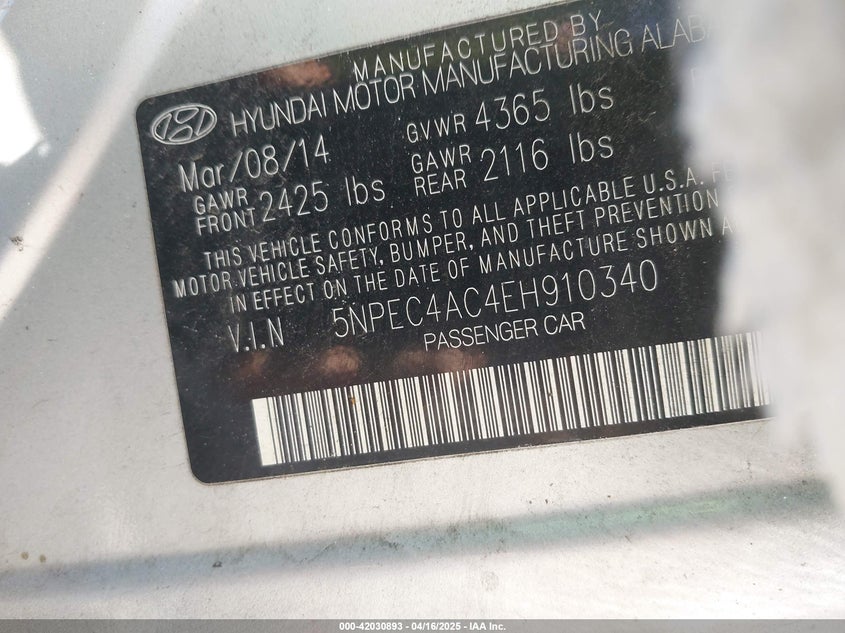 MANUFACTURED BY
HYUNDAI MOTOR MANUFACTURING
Mar/08/14 GVWR 4365 lbs
GAWR FRONT 2425 lbs GAWR REAR 2116 lbs
THIS VEHICLE CONFORMS TO ALL APPLICABLE U.S.A.
MOTOR VEHICLE SAFETY, BUMPER, AND THEFT PREVENTION
IN EFFECT ON THE DATE OF MANUFACTURE SHOWN
V.I.N 5NPEC4AC4EH910340
PASSENGER CAR
000-42030893 - 04/16/2025 - IAA Inc.